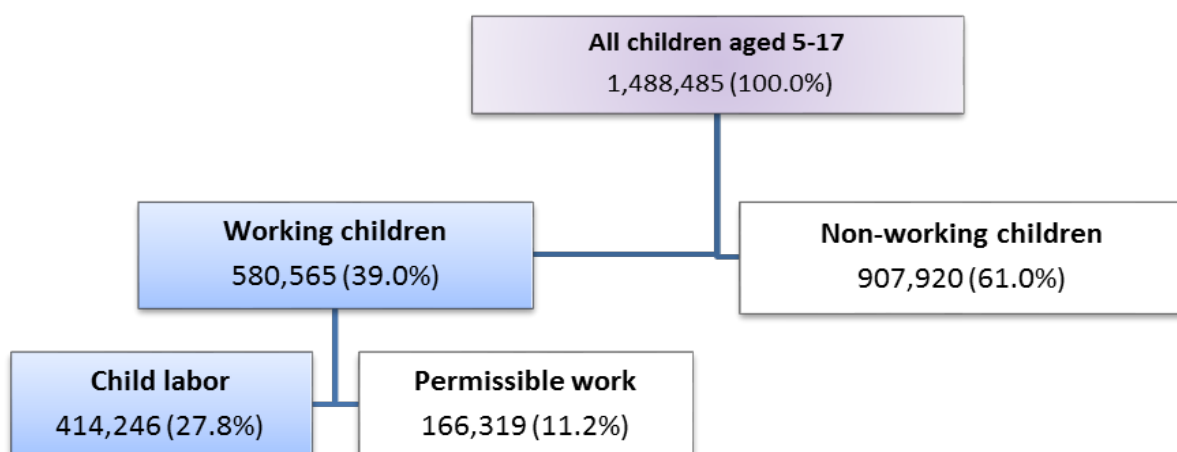 All children aged 5-17
1,488,485 (100.0%)
Working children
580,565 (39.0%)
Non-working children
907,920 (61.0%)
Child labor
414,246 (27.8%)
Permissible work
166,319 (11.2%)